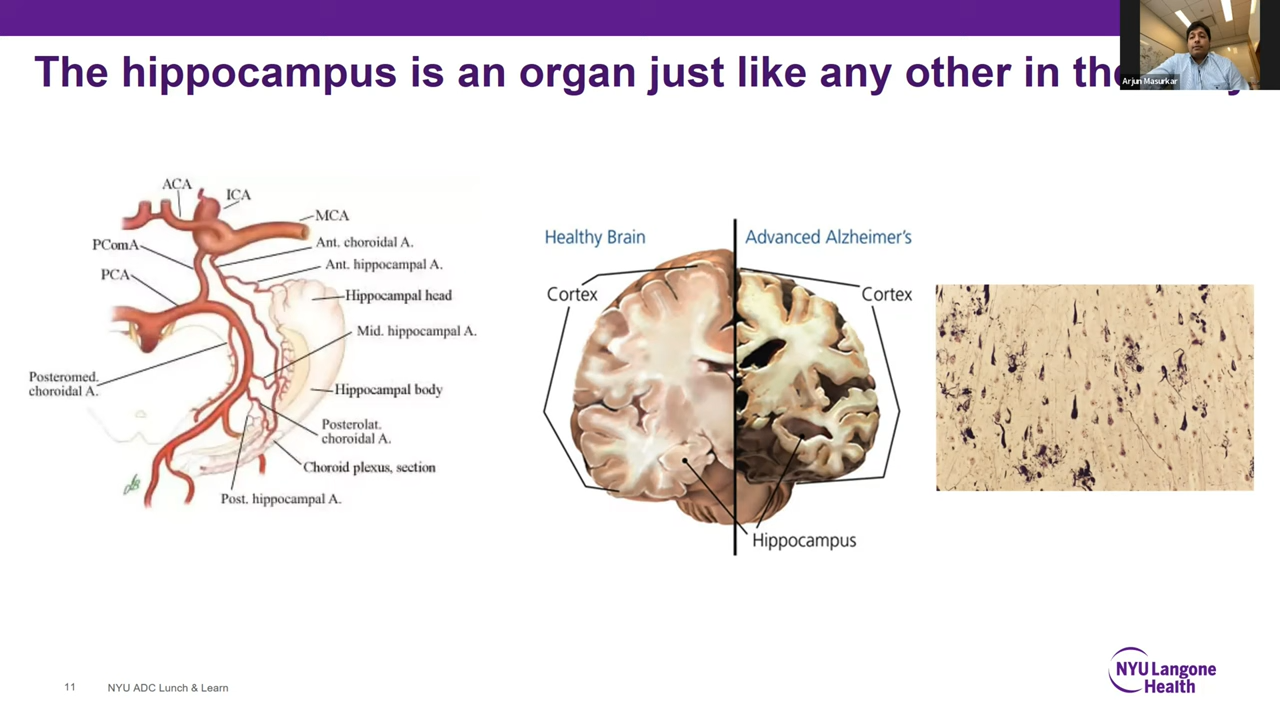 The hippocampus is an organ just like any other in the
Arjun Masurkar
ACA
ICA
MCA
PComA
Ant. choroidal A.
Ant. hippocampal A.
PCA
Hippocampal head
Mid. hippocampal A.
Posteromed.
choroidal A.
Hippocampal body
Posterolat.
choroidal A.
Choroid plexus, section
Post. hippocampal A.
Healthy Brain
Advanced Alzheimer's
Cortex
Cortex
Hippocampus
11
NYU ADC Lunch & Learn
NYU Langone
Health